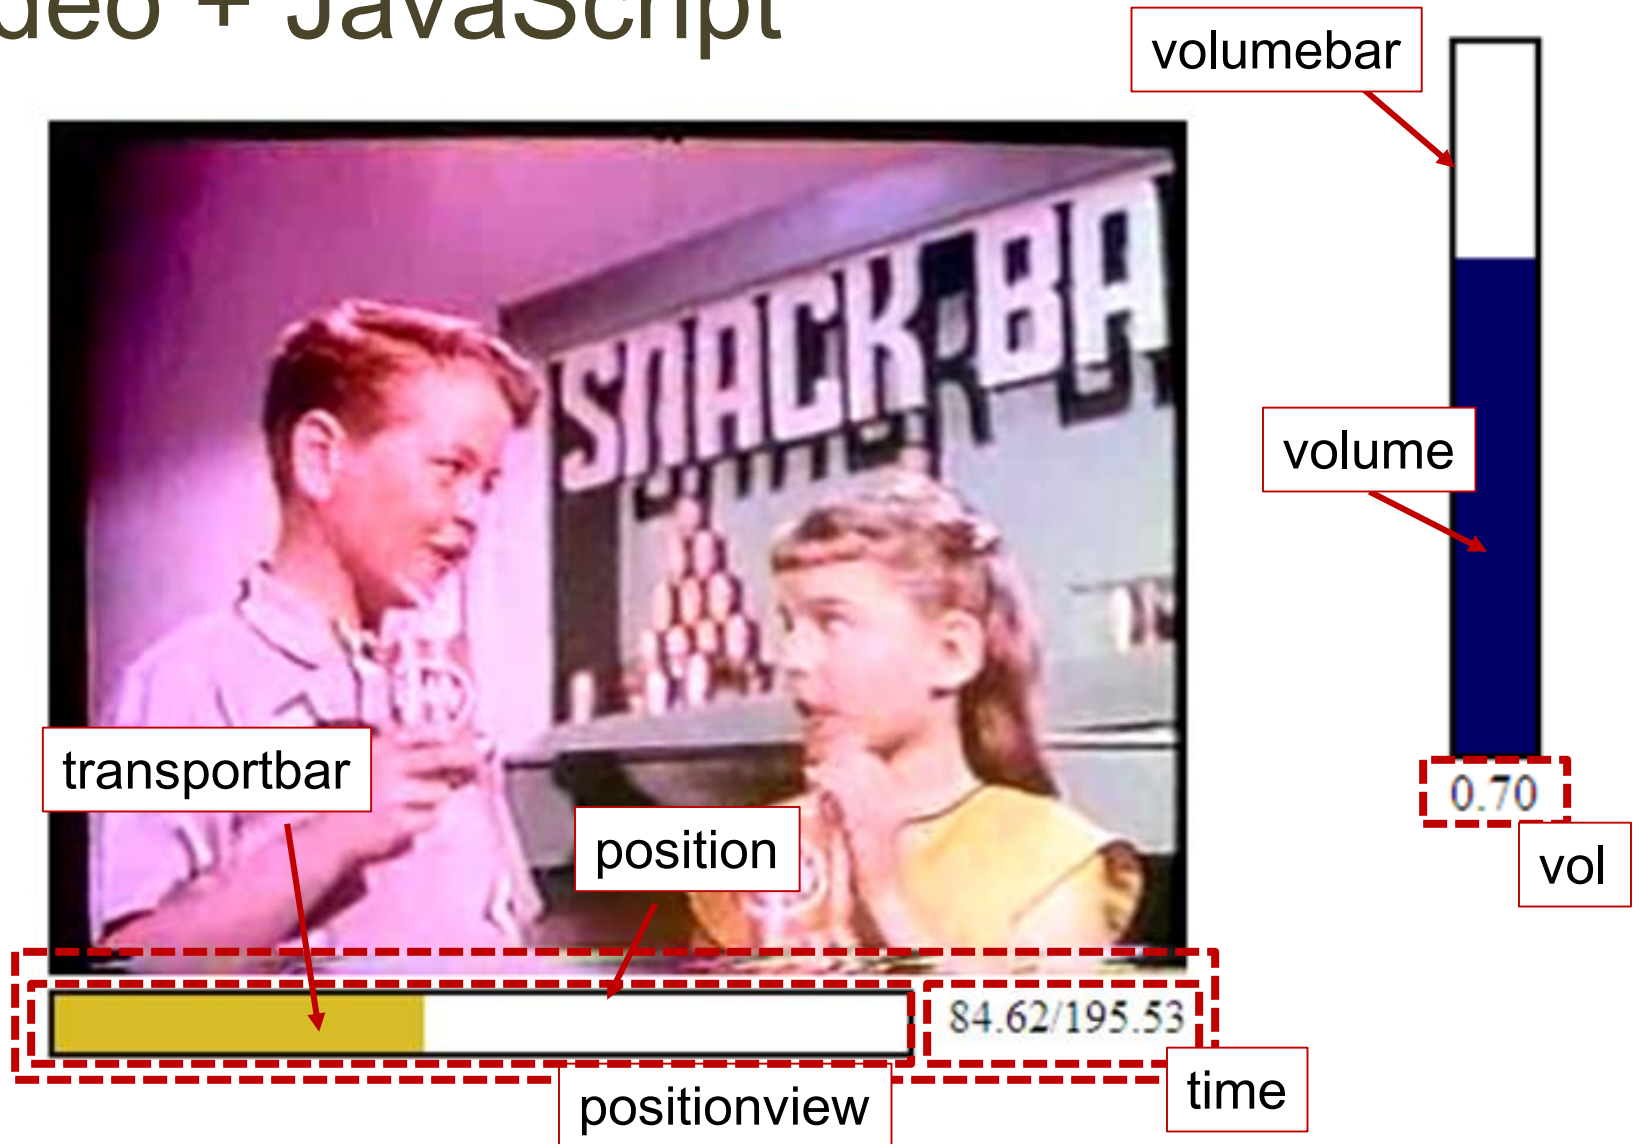 deo + JavaScript
volumebar
SNACK BA
volume
transportbar
0.70
position
vol
84.62/195.53
time
positionview